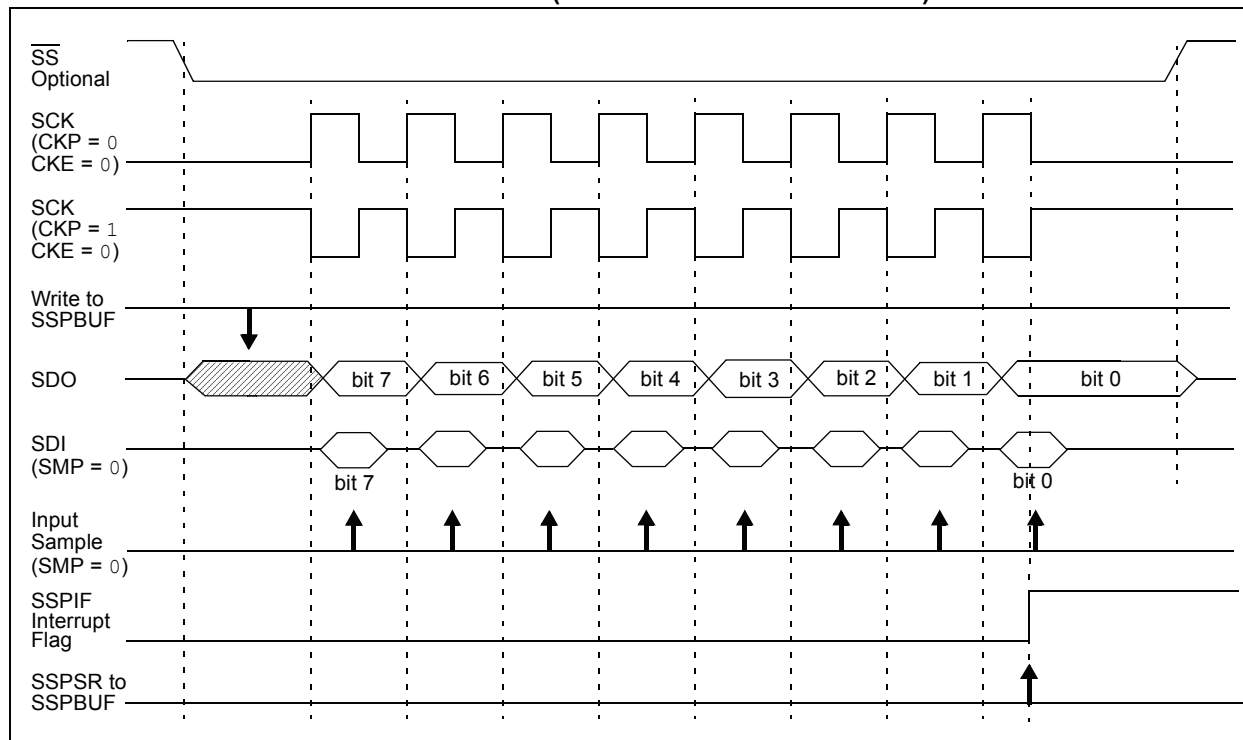 SS
Optional
SCK
(CKP = 0
CKE = 0)
SCK
(CKP = 1
CKE = 0)
Write to
SSPBUF
SDO
bit 7 bit 6 bit 5 bit 4 bit 3 bit 2 bit 1 bit 0
SDI
(SMP = 0)
bit 7 bit 0
Input
Sample
(SMP = 0)
SSPIF
Interrupt
Flag
SSPSR to
SSPBUF